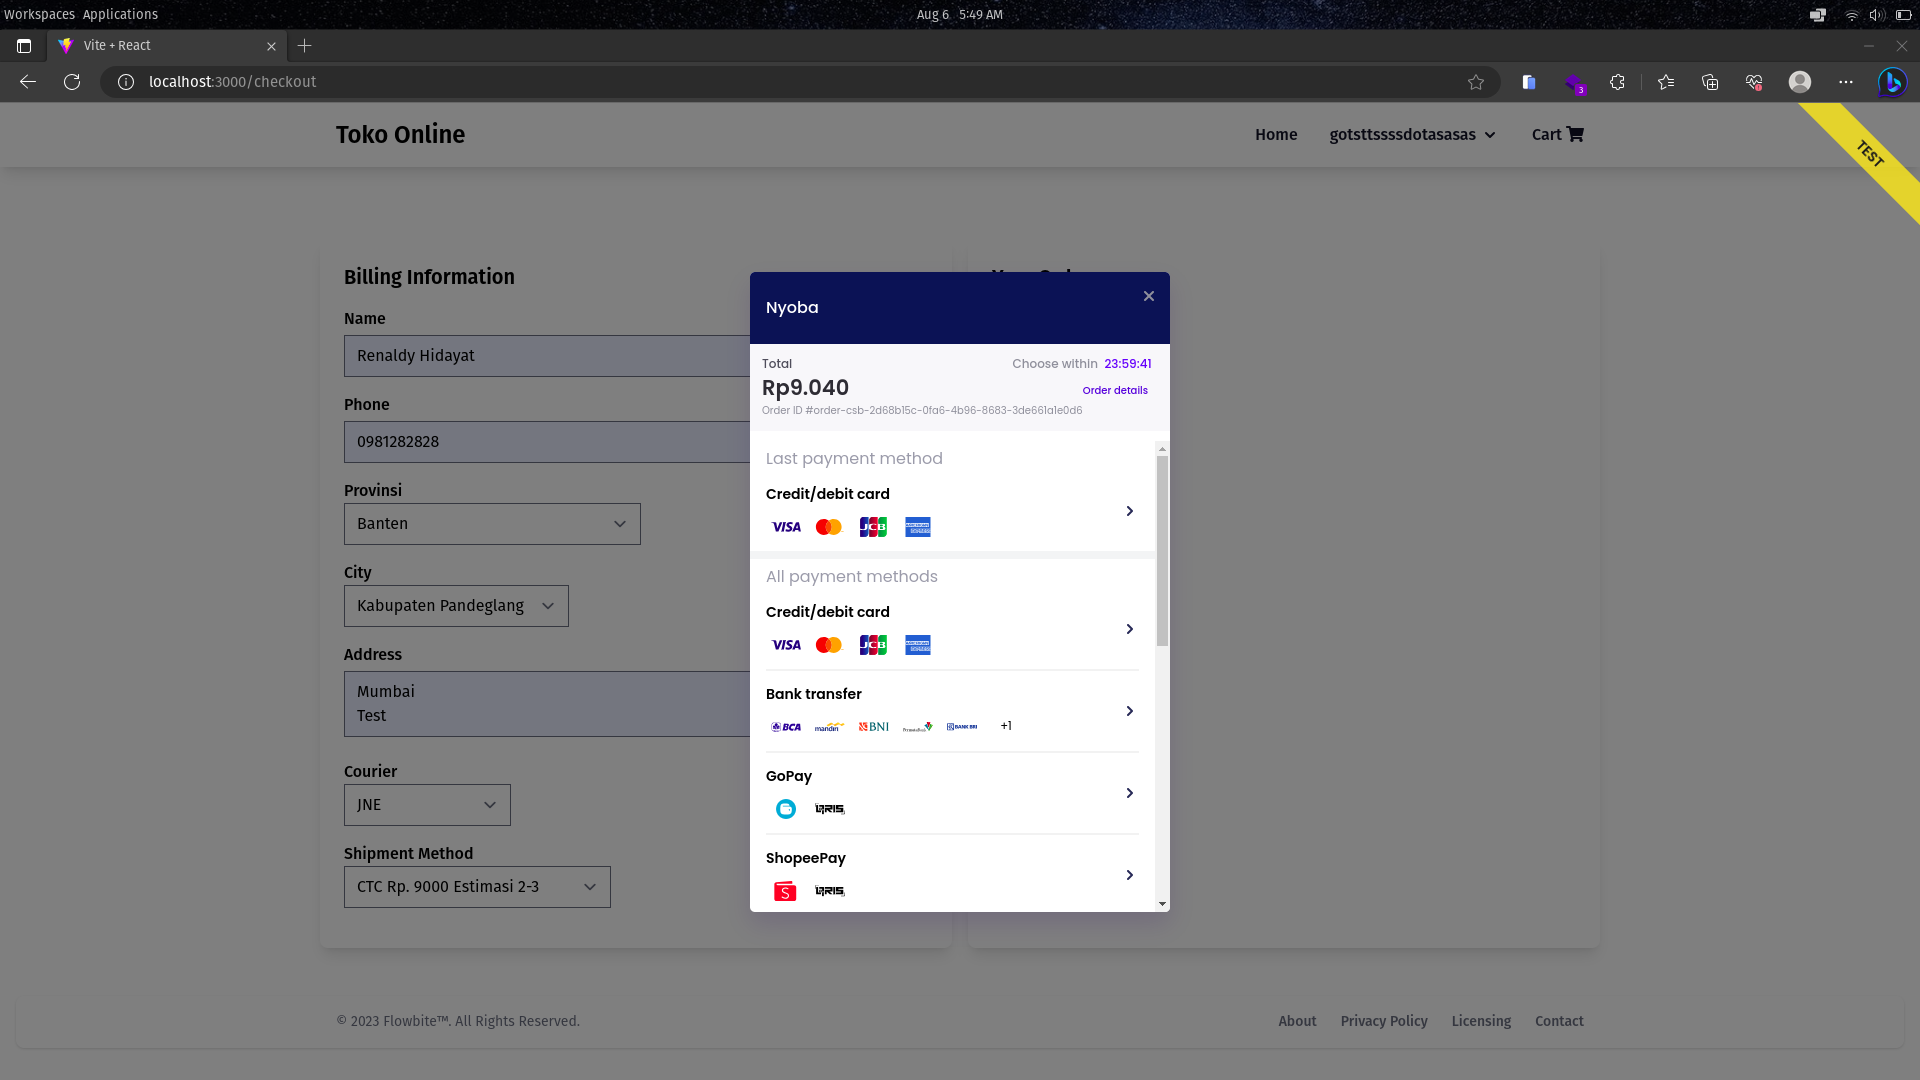 Workspaces Applications
Aug 6 5:49 AM
Vite + React
localhost:3000/checkout
3
Toko Online
Home
gotsttssssdotasasas
Cart
TEST
Billing Information
Name
Renaldy Hidayat
Phone
0981282828
Provinsi
Banten
City
Kabupaten Pandeglang
Address
Mumbai
Test
Courier
JNE
Shipment Method
CTC Rp. 9000 Estimasi 2-3
Nyoba
Total
Choose within 23:59:41
Rp9.040
Order details
Order ID #order-csb-2d68b15c-0fa6-4b96-8683-3de661a1e0d6
Last payment method
Credit/debit card
VISA JCB
All payment methods
Credit/debit card
VISA JCB
Bank transfer
BCA mandiri BNI PermataBank BANK BRI +1
GoPay
QRIS
ShopeePay
S QRIS
© 2023 Flowbite™. All Rights Reserved.
About Privacy Policy Licensing Contact